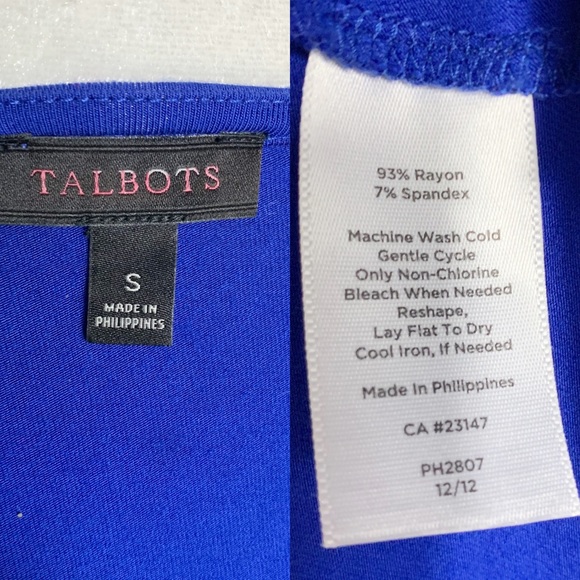 TALBOTS
S
MADE IN
PHILIPPINES
93% Rayon
7% Spandex
Machine Wash Cold
Gentle Cycle
Only Non-Chlorine
Bleach When Needed
Reshape,
Lay Flat To Dry
Cool Iron, If Needed
Made In Philippines
CA #23147
PH2807
12/12